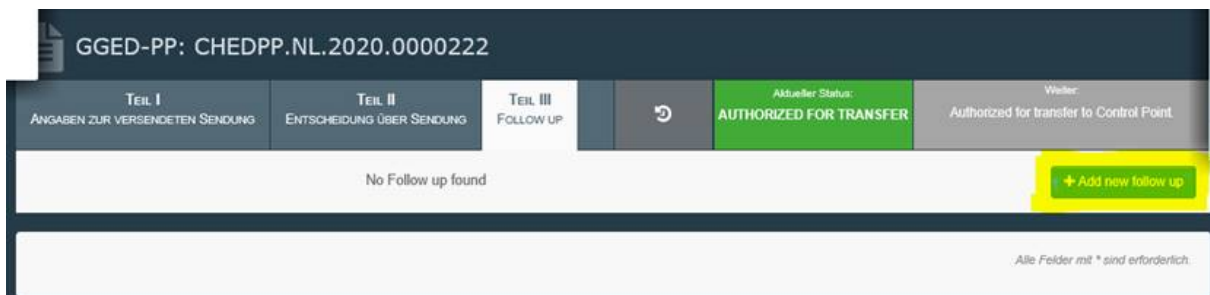 GGED-PP: CHEDPP.NL.2020.0000222
TEIL I
ANGABEN ZUR VERSENDETEN SENDUNG
TEIL II
ENTSCHEIDUNG ÜBER SENDUNG
TEIL III
FOLLOW UP
Aktueller Status:
AUTHORIZED FOR TRANSFER
Weiter:
Authorized for transfer to Control Point.
No Follow up found
+ Add new follow up
Alle Felder mit * sind erforderlich.